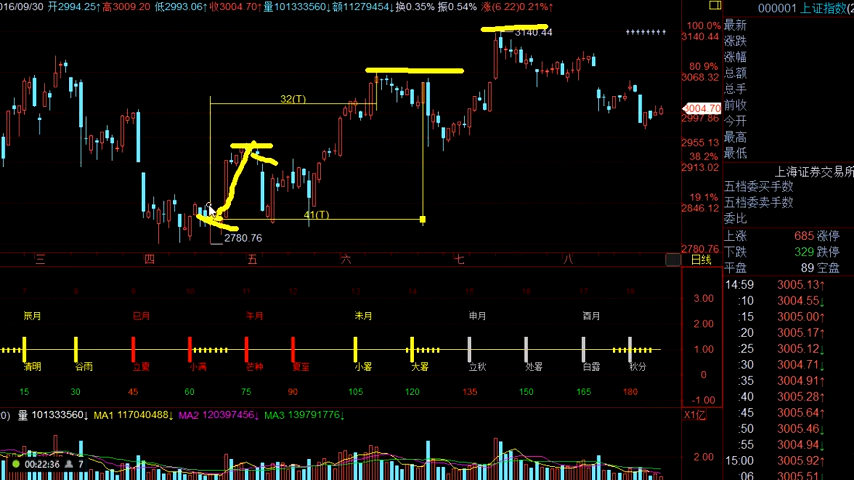 016/09/30 开2994.25↑高3009.20 低2993.06↑收3004.70↑量101333560↓额11279454↓换0.35% 振0.54% 涨(6.22)0.21%↑
000001 上证指数(2
100.0%
3140.44
3140.44
80.9%
3068.32
32(T)
3004.70
2997.86
2955.13
38.2%
2913.02
19.1%
2846.12
41(T)
2780.76
2780.76
最新
涨跌
涨幅
总额
总手
前收
今开
最高
最低
上海证券交易所
五档委买手数
五档委卖手数
委比
上涨 685 涨停
下跌 329 跌停
平盘 89 空盘
三 四 五 六 七 八 日线
辰月 巳月 午月 未月 申月 酉月
清明 谷雨 立夏 小满 芒种 夏至 小署 大署 立秋 处署 白露 秋分
15 30 45 60 75 90 105 120 135 150 165 180
3.00
2.00
1.00
0
-1.00
14:59 3005.13↑
:10 3004.55↓
:15 3005.00↑
:20 3005.17↑
:25 3005.12↓
:30 3004.71↓
:35 3004.91↑
:40 3005.28↑
:45 3005.64↑
:50 3005.46↓
:55 3004.94↓
15:00 3005.92↑
:06 3005.51↓
20) 量 101333560↓ MA1 117040488↓ MA2 120397456↓ MA3 139791776↓
X1亿
2.00
00:22:36 7